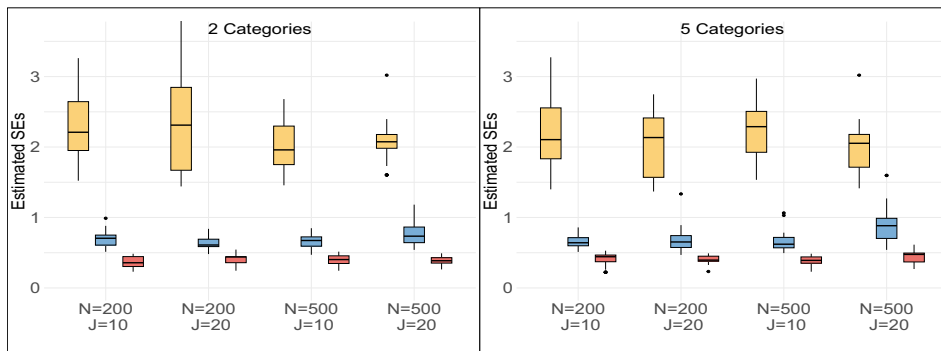 2 Categories
Estimated SEs
3
2
1
0
N=200 N=200 N=500 N=500
J=10 J=20 J=10 J=20
5 Categories
Estimated SEs
3
2
1
0
N=200 N=200 N=500 N=500
J=10 J=20 J=10 J=20